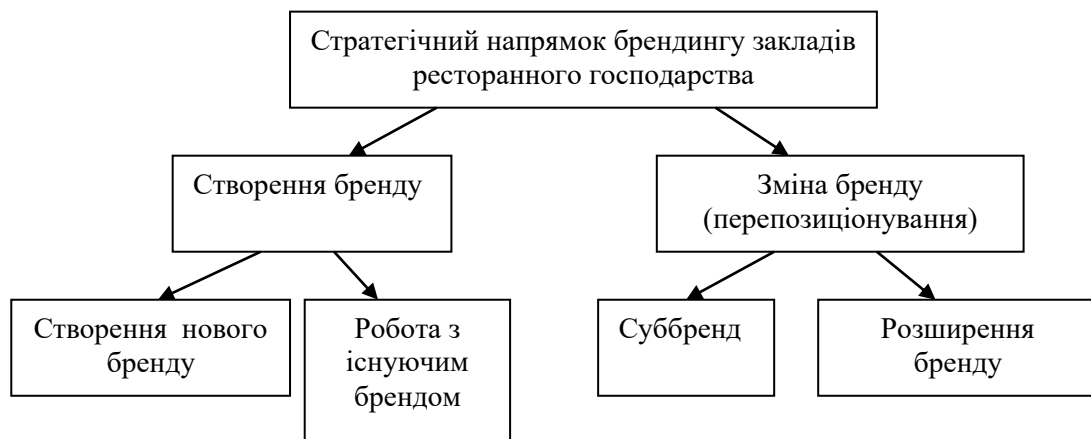 Стратегічний напрямок брендингу закладів
ресторанного господарства
Створення бренду
Зміна бренду
(перепозиціонування)
Створення нового
бренду
Робота з
існуючим
брендом
Суббренд
Розширення
бренду